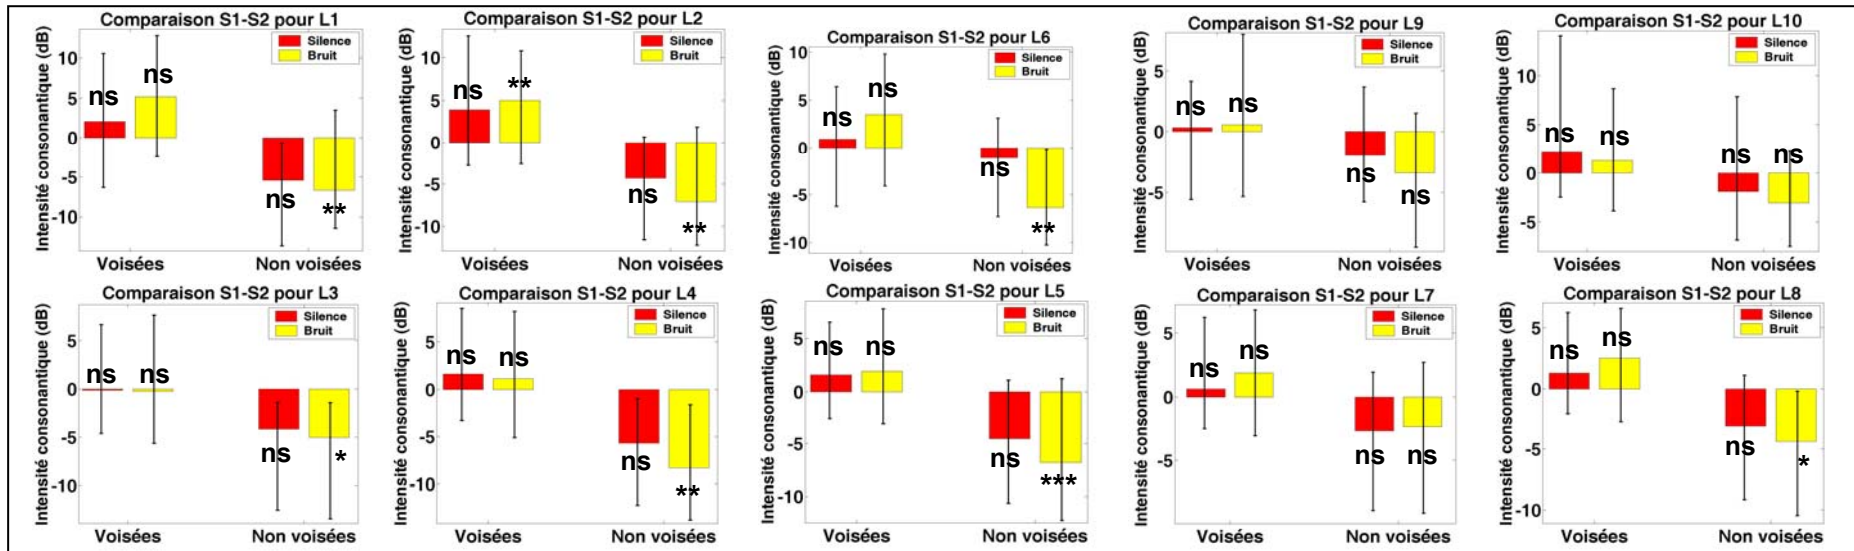 Comparaison S1-S2 pour L1
Intensité consonantique (dB)
Silence
Bruit
10
5
0
-5
-10
ns
ns
ns
**
Voisées
Non voisées
Comparaison S1-S2 pour L2
Intensité consonantique (dB)
Silence
Bruit
10
5
0
-5
-10
ns
**
ns
**
Voisées
Non voisées
Comparaison S1-S2 pour L6
Intensité consonantique (dB)
Silence
Bruit
10
5
0
-5
-10
ns
ns
ns
**
Voisées
Non voisées
Comparaison S1-S2 pour L9
Intensité consonantique (dB)
Silence
Bruit
5
0
-5
ns
ns
ns
ns
Voisées
Non voisées
Comparaison S1-S2 pour L10
Intensité consonantique (dB)
Silence
Bruit
10
5
0
-5
ns
ns
ns
ns
Voisées
Non voisées
Comparaison S1-S2 pour L3
Intensité consonantique (dB)
Silence
Bruit
5
0
-5
-10
ns
ns
ns
*
Voisées
Non voisées
Comparaison S1-S2 pour L4
Intensité consonantique (dB)
Silence
Bruit
5
0
-5
-10
ns
ns
ns
**
Voisées
Non voisées
Comparaison S1-S2 pour L5
Intensité consonantique (dB)
Silence
Bruit
5
0
-5
-10
ns
ns
ns
***
Voisées
Non voisées
Comparaison S1-S2 pour L7
Intensité consonantique (dB)
Silence
Bruit
5
0
-5
ns
ns
ns
ns
Voisées
Non voisées
Comparaison S1-S2 pour L8
Intensité consonantique (dB)
Silence
Bruit
5
0
-5
-10
ns
ns
ns
*
Voisées
Non voisées